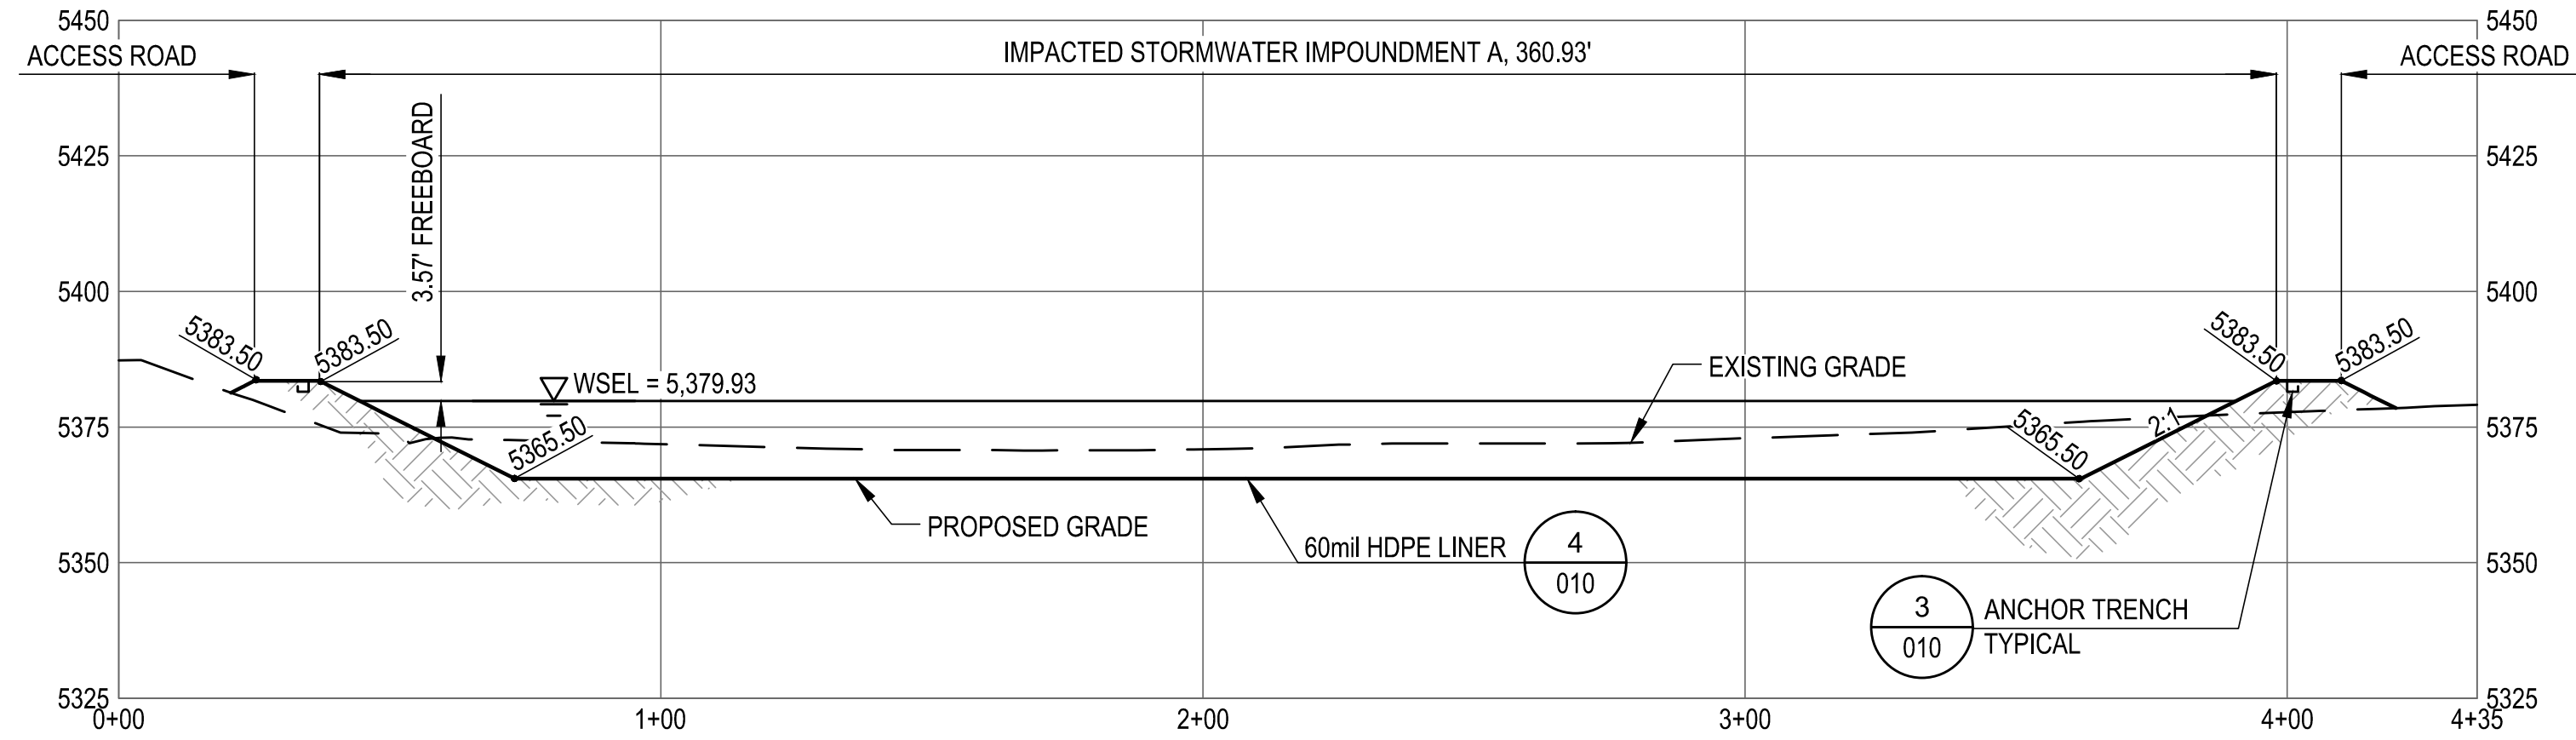 5450
5450
ACCESS ROAD
IMPACTED STORMWATER IMPOUNDMENT A, 360.93'
ACCESS ROAD
3.57' FREEBOARD
5425
5425
5400
5400
5383.50
5383.50
5383.50
5383.50
WSEL = 5,379.93
EXISTING GRADE
5375
5375
2:1
5365.50
5365.50
PROPOSED GRADE
60mil HDPE LINER
4
010
5350
5350
3
010
ANCHOR TRENCH
TYPICAL
5325
5325
0+00
1+00
2+00
3+00
4+00
4+35